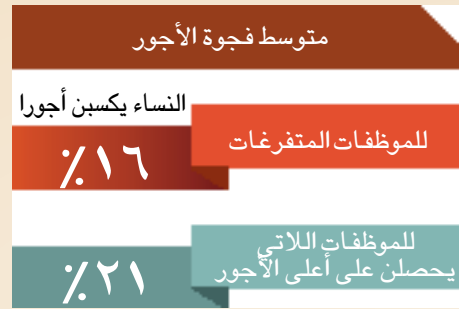 متوسط فجوة الأجور
النساء يكسبن أجورا
للموظفات المتفرغات
٪١٦
للموظفات اللاتي
يحصلن على أعلى الأجور
٪٢١